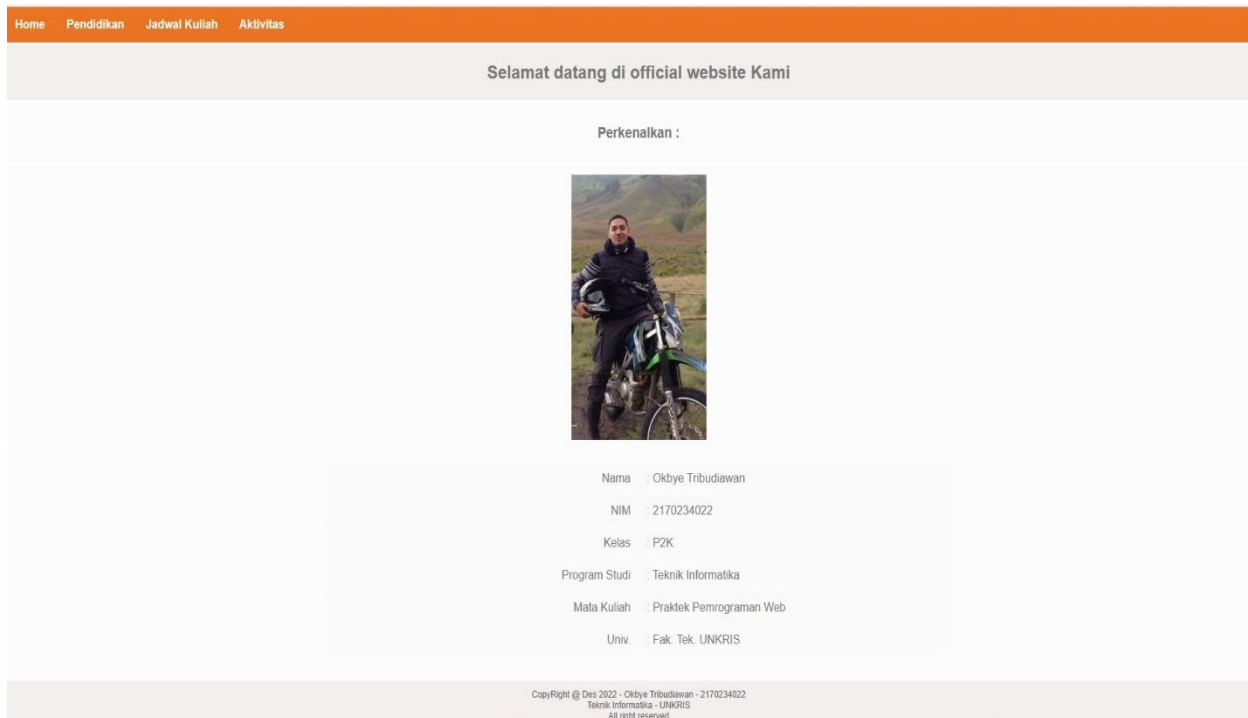 Home Pendidikan Jadwal Kuliah Aktivitas
Selamat datang di official website Kami
Perkenalkan :
Nama : Okbye Tribudiawan
NIM : 2170234022
Kelas : P2K
Program Studi : Teknik Informatika
Mata Kuliah : Praktek Pemrograman Web
Univ. : Fak. Tek. UNKRIS
CopyRight @ Des 2022 - Okbye Tribudiawan - 2170234022
Teknik Informatika - UNKRIS
All right reserved